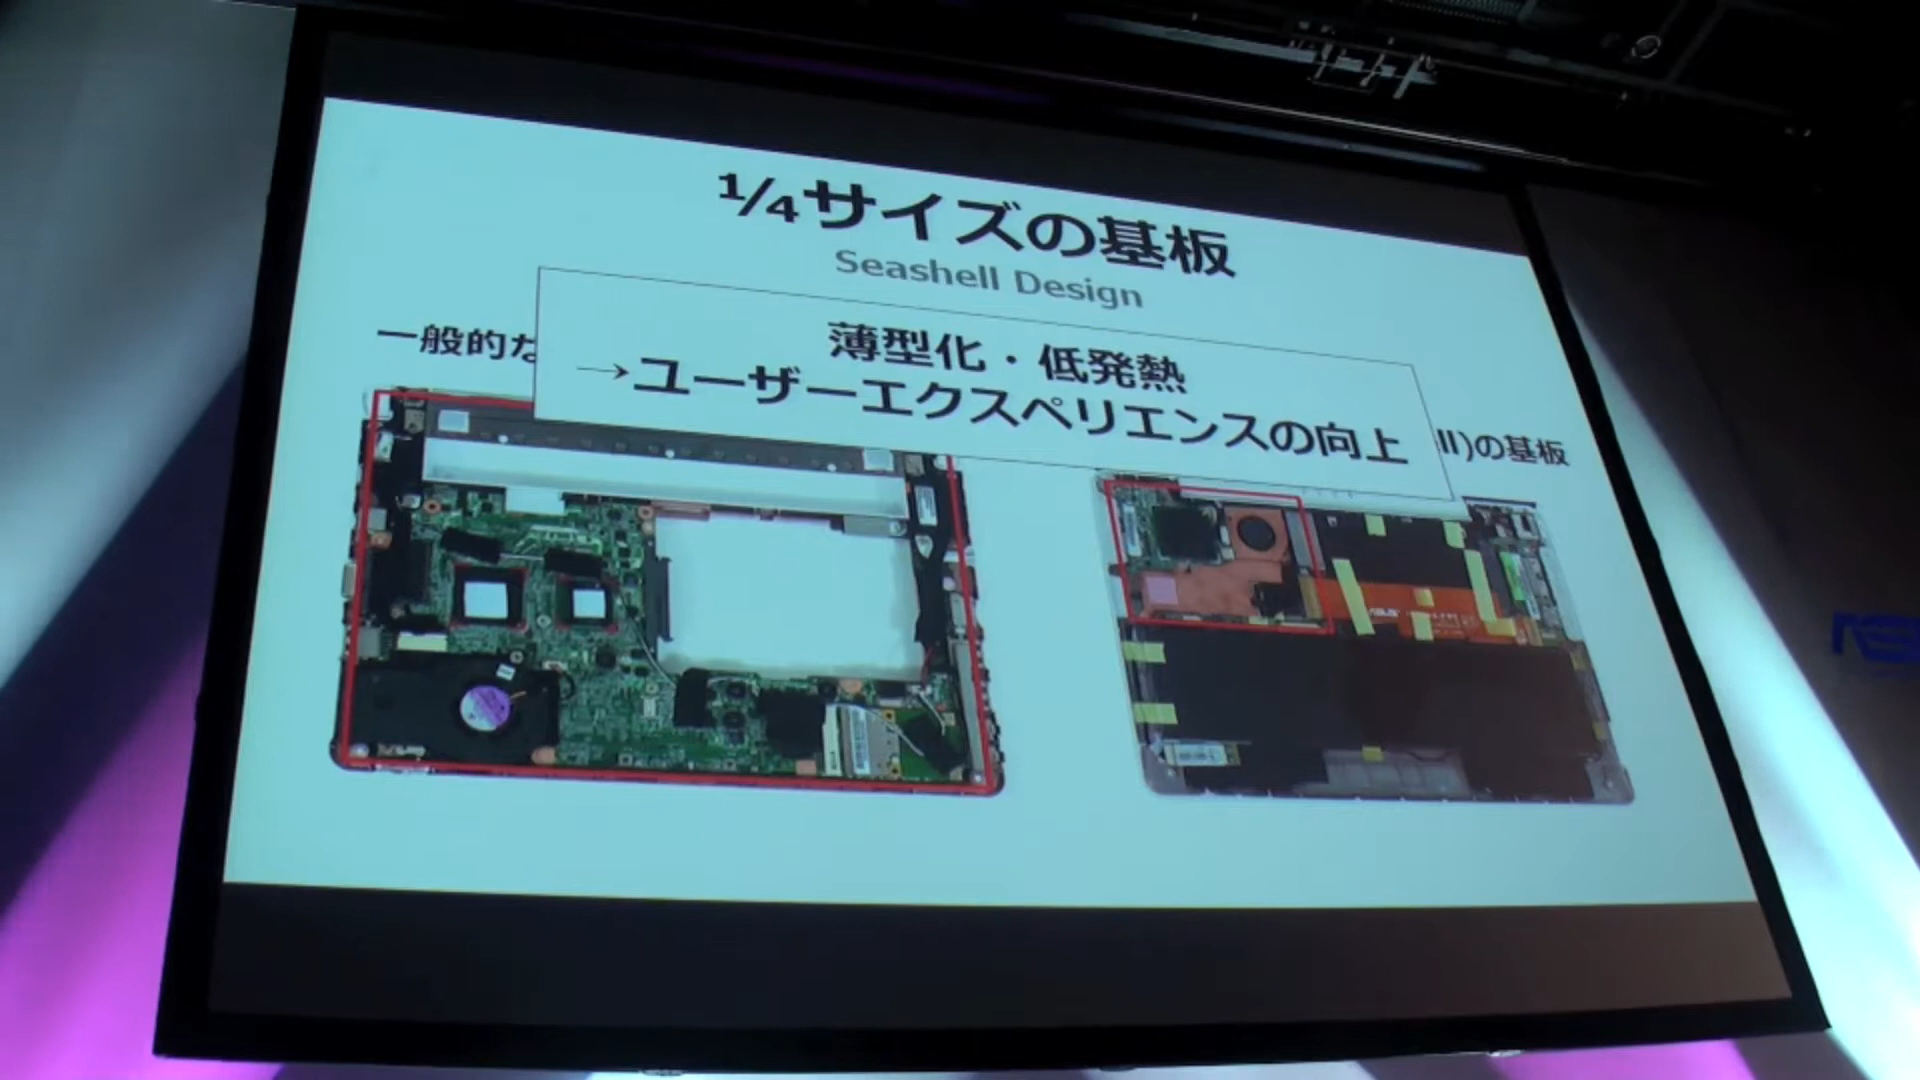 ¼サイズの基板
Seashell Design
薄型化・低発熱
→ユーザーエクスペリエンスの向上
一般的な
ll)の基板
ASUS